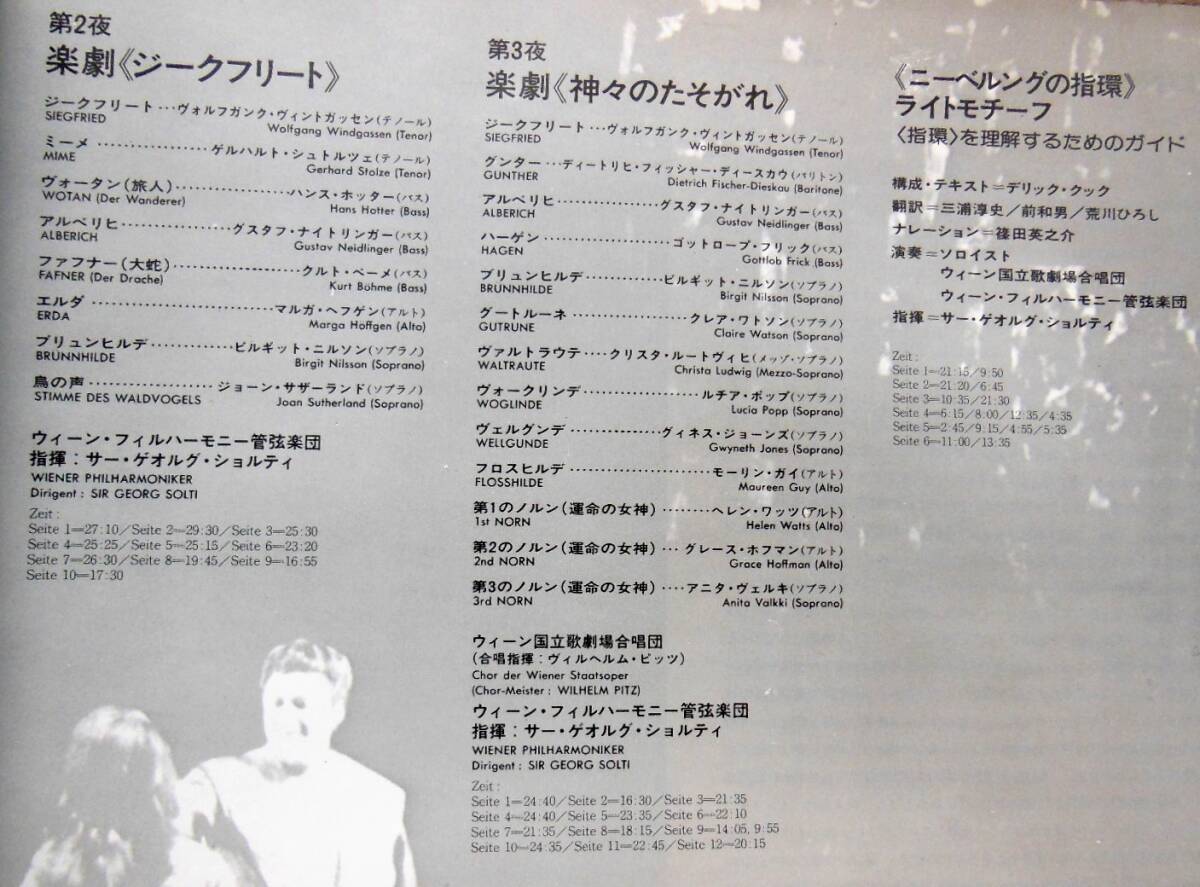 第2夜
楽劇《ジークフリート》
ジークフリート…ヴォルフガンク・ヴィントガッセン(テノール)
SIEGFRIED Wolfgang Windgassen (Tenor)
ミーメ……………ゲルハルト・シュトルツェ(テノール)
MIME Gerhard Stolze (Tenor)
ヴォータン(旅人)……………ハンス・ホッター(バス)
WOTAN (Der Wanderer) Hans Hotter (Bass)
アルベリヒ……………グスタフ・ナイトリンガー(バス)
ALBERICH Gustav Neidlinger (Bass)
ファフナー(大蛇)……………クルト・ベーメ(バス)
FAFNER (Der Drache) Kurt Böhme (Bass)
エルダ……………マルガ・ヘフゲン(アルト)
ERDA Marga Hoffgen (Alto)
ブリュンヒルデ……………ビルギット・ニルソン(ソプラノ)
BRUNNHILDE Birgit Nilsson (Soprano)
鳥の声……………ジョーン・サザーランド(ソプラノ)
STIMME DES WALDVOGELS Joan Sutherland (Soprano)
ウィーン・フィルハーモニー管弦楽団
指揮：サー・ゲオルグ・ショルティ
WIENER PHILHARMONIKER
Dirigent : SIR GEORG SOLTI
Zeit :
Seite 1=27:10／Seite 2=29:30／Seite 3=25:30
Seite 4=25:25／Seite 5=25:15／Seite 6=23:20
Seite 7=26:30／Seite 8=19:45／Seite 9=16:55
Seite 10=17:30
第3夜
楽劇《神々のたそがれ》
ジークフリート…ヴォルフガンク・ヴィントガッセン(テノール)
SIEGFRIED Wolfgang Windgassen (Tenor)
グンター…ディートリヒ・フィッシャー・ディースカウ(バリトン)
GUNTHER Dietrich Fischer-Dieskau (Baritone)
アルベリヒ……………グスタフ・ナイトリンガー(バス)
ALBERICH Gustav Neidlinger (Bass)
ハーゲン……………ゴットロープ・フリック(バス)
HAGEN Gottlob Frick (Bass)
ブリュンヒルデ……………ビルギット・ニルソン(ソプラノ)
BRUNNHILDE Birgit Nilsson (Soprano)
グートルーネ……………クレア・ワトソン(ソプラノ)
GUTRUNE Claire Watson (Soprano)
ヴァルトラウテ‥‥クリスタ・ルートヴィヒ(メッゾ・ソプラノ)
WALTRAUTE Christa Ludwig (Mezzo-Soprano)
ヴォークリンデ……………ルチア・ポップ(ソプラノ)
WOGLINDE Lucia Popp (Soprano)
ヴェルグンデ……………グィネス・ジョーンズ(ソプラノ)
WELLGUNDE Gwyneth Jones (Soprano)
フロスヒルデ……………モーリン・ガイ(アルト)
FLOSSHILDE Maureen Guy (Alto)
第1のノルン(運命の女神)………ヘレン・ワッツ(アルト)
1st NORN Helen Watts (Alto)
第2のノルン(運命の女神)…グレース・ホフマン(アルト)
2nd NORN Grace Hoffman (Alto)
第3のノルン(運命の女神)‥‥アニタ・ヴェルキ(ソプラノ)
3rd NORN Anita Valkki (Soprano)
ウィーン国立歌劇場合唱団
(合唱指揮：ヴィルヘルム・ピッツ)
Chor der Wiener Staatsoper
(Chor-Meister : WILHELM PITZ)
ウィーン・フィルハーモニー管弦楽団
指揮：サー・ゲオルグ・ショルティ
WIENER PHILHARMONIKER
Dirigent : SIR GEORG SOLTI
Zeit :
Seite 1=24:40／Seite 2=16:30／Seite 3=21:35
Seite 4=24:40／Seite 5=23:35／Seite 6=22:10
Seite 7=21:35／Seite 8=18:15／Seite 9=14:05, 9:55
Seite 10=24:35／Seite 11=22:45／Seite 12=20:15
《ニーベルングの指環》
ライトモチーフ
〈指環〉を理解するためのガイド
構成・テキスト＝デリック・クック
翻訳＝三浦淳史／前和男／荒川ひろし
ナレーション＝篠田英之介
演奏＝ソロイスト
ウィーン国立歌劇場合唱団
ウィーン・フィルハーモニー管弦楽団
指揮＝サー・ゲオルグ・ショルティ
Zeit :
Seite 1=21:15／9:50
Seite 2=21:20／6:45
Seite 3=10:35／21:30
Seite 4=6:15／8:00／12:35／4:35
Seite 5=2:45／9:15／4:55／5:35
Seite 6=11:00／13:35